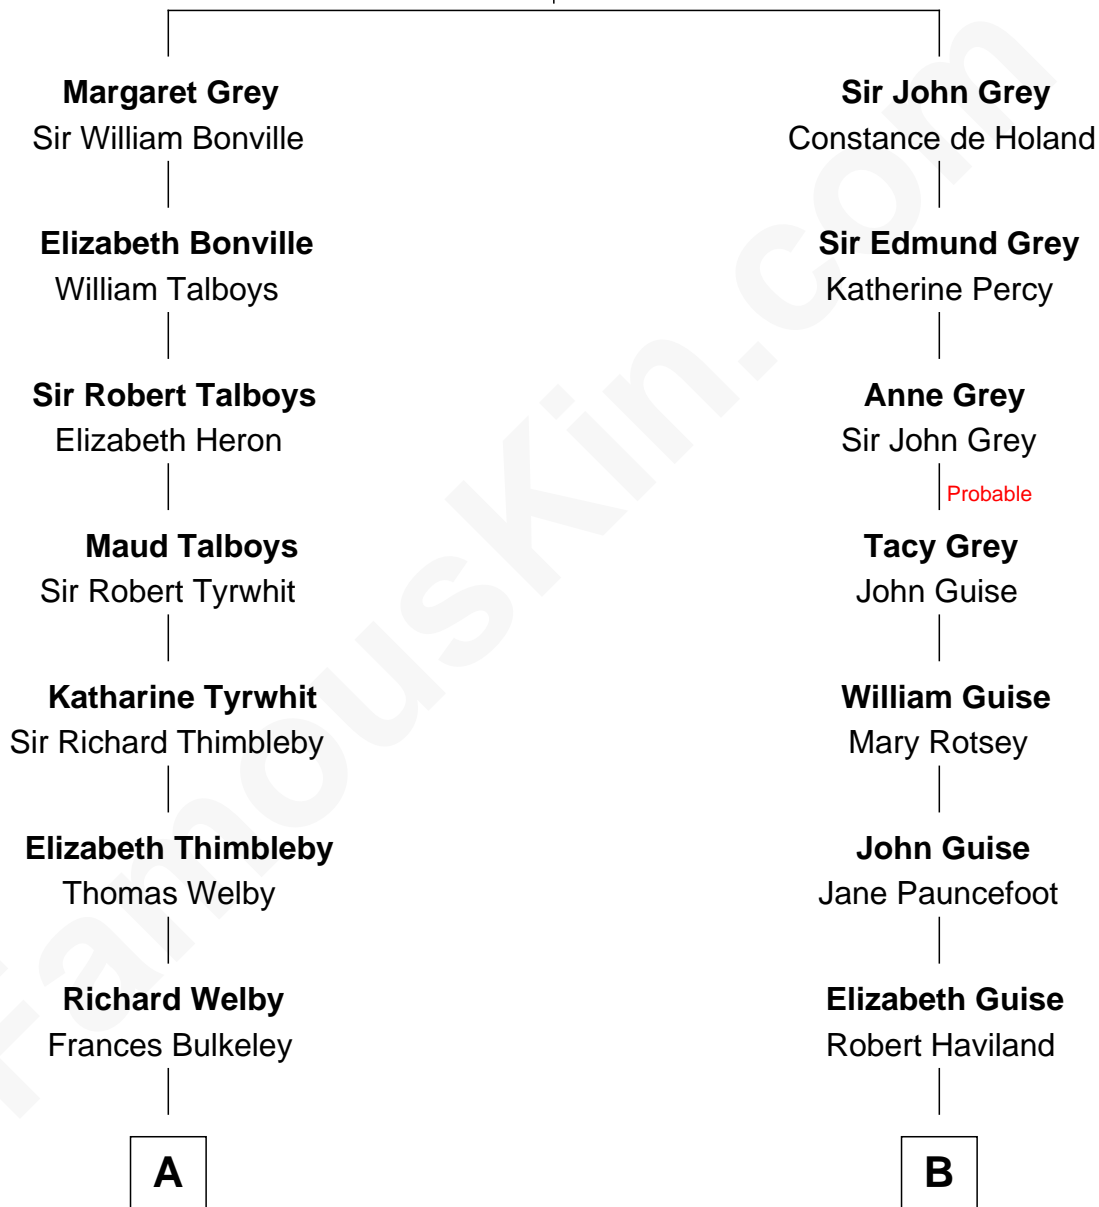 Margaret Grey
Sir William Bonville
Elizabeth Bonville
William Talboys
Sir Robert Talboys
Elizabeth Heron
Maud Talboys
Sir Robert Tyrwhit
Katharine Tyrwhit
Sir Richard Thimbleby
Elizabeth Thimbleby
Thomas Welby
Richard Welby
Frances Bulkeley
A
Sir John Grey
Constance de Holand
Sir Edmund Grey
Katherine Percy
Anne Grey
Sir John Grey
Probable
Tacy Grey
John Guise
William Guise
Mary Rotsey
John Guise
Jane Pauncefoot
Elizabeth Guise
Robert Haviland
B
FamousKin.com